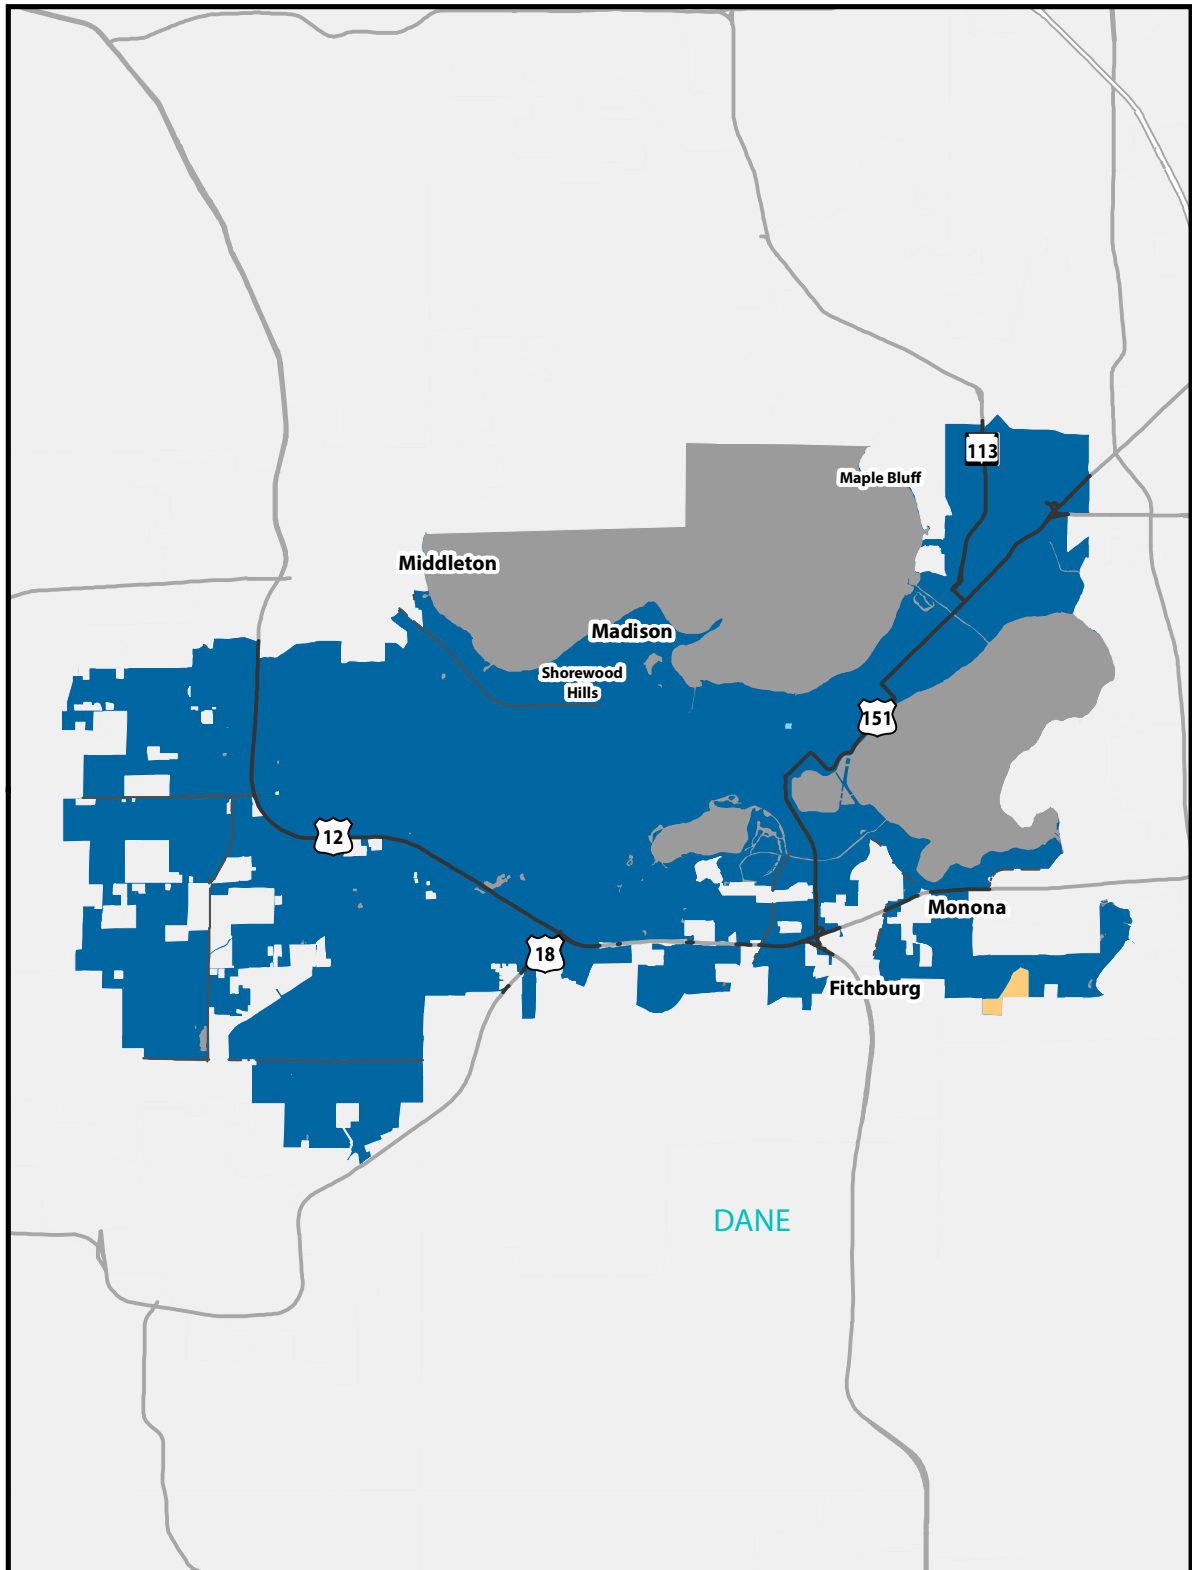 113
Maple Bluff
Middleton
Madison
Shorewood
Hills
151
12
Monona
18
Fitchburg
DANE